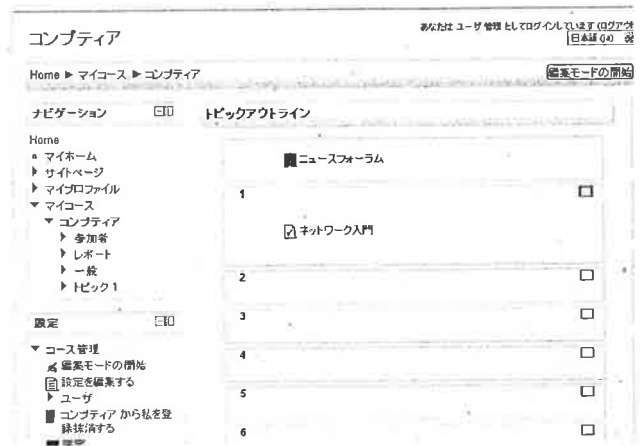 コンプティア
あなたは ユーザ 管理 としてログインしています (ログアウト
日本語 (ja)
Home ▶ マイコース ▶ コンプティア
編集モードの開始
ナビゲーション
Home
マイホーム
サイトページ
マイプロファイル
マイコース
コンプティア
参加者
レポート
一般
トピック 1
設定
コース管理
編集モードの開始
設定を編集する
ユーザ
コンプティア から私を登
録抹消する
トピックアウトライン
ニュースフォーラム
1
ネットワーク入門
2
3
4
5
6